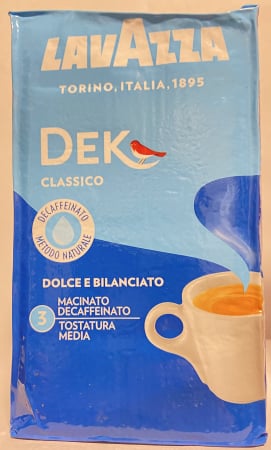 LAVAZZA
TORINO, ITALIA, 1895
DEK
CLASSICO
DECAFFEINATO
METODO NATURALE
DOLCE E BILANCIATO
3
MACINATO
DECAFFEINATO
TOSTATURA
MEDIA